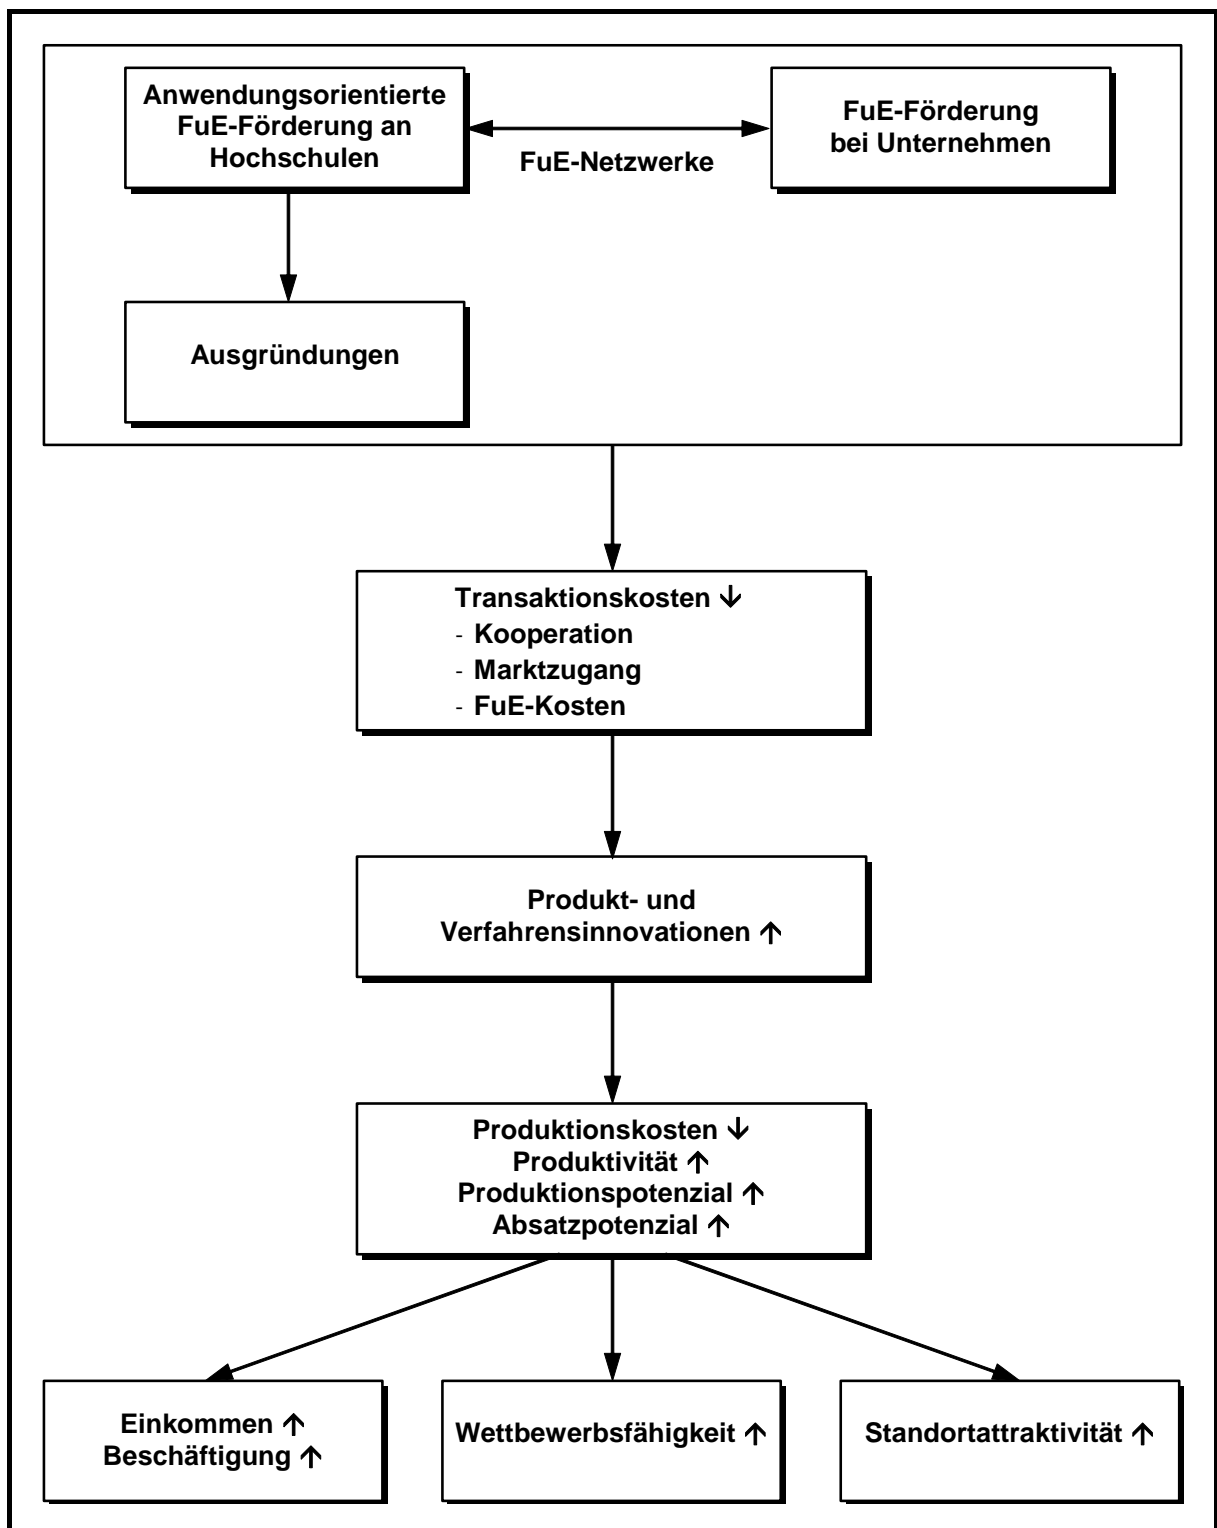 Anwendungsorientierte
FuE-Förderung an
Hochschulen
FuE-Netzwerke
FuE-Förderung
bei Unternehmen
Ausgründungen
Transaktionskosten ↓
- Kooperation
- Marktzugang
- FuE-Kosten
Produkt- und
Verfahrensinnovationen ↑
Produktionskosten ↓
Produktivität ↑
Produktionspotenzial ↑
Absatzpotenzial ↑
Einkommen ↑
Beschäftigung ↑
Wettbewerbsfähigkeit ↑
Standortattraktivität ↑